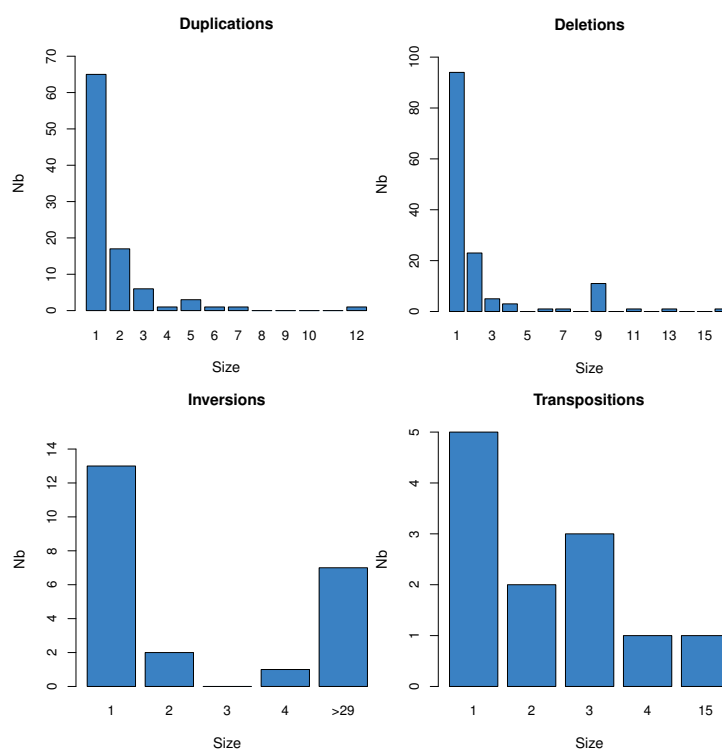 Duplications
Nb
0 10 20 30 40 50 60 70
1 2 3 4 5 6 7 8 9 10 12
Size
Deletions
Nb
0 20 40 60 80 100
1 3 5 7 9 11 13 15
Size
Inversions
Nb
0 2 4 6 8 10 12 14
1 2 3 4 >29
Size
Transpositions
Nb
0 1 2 3 4 5
1 2 3 4 15
Size